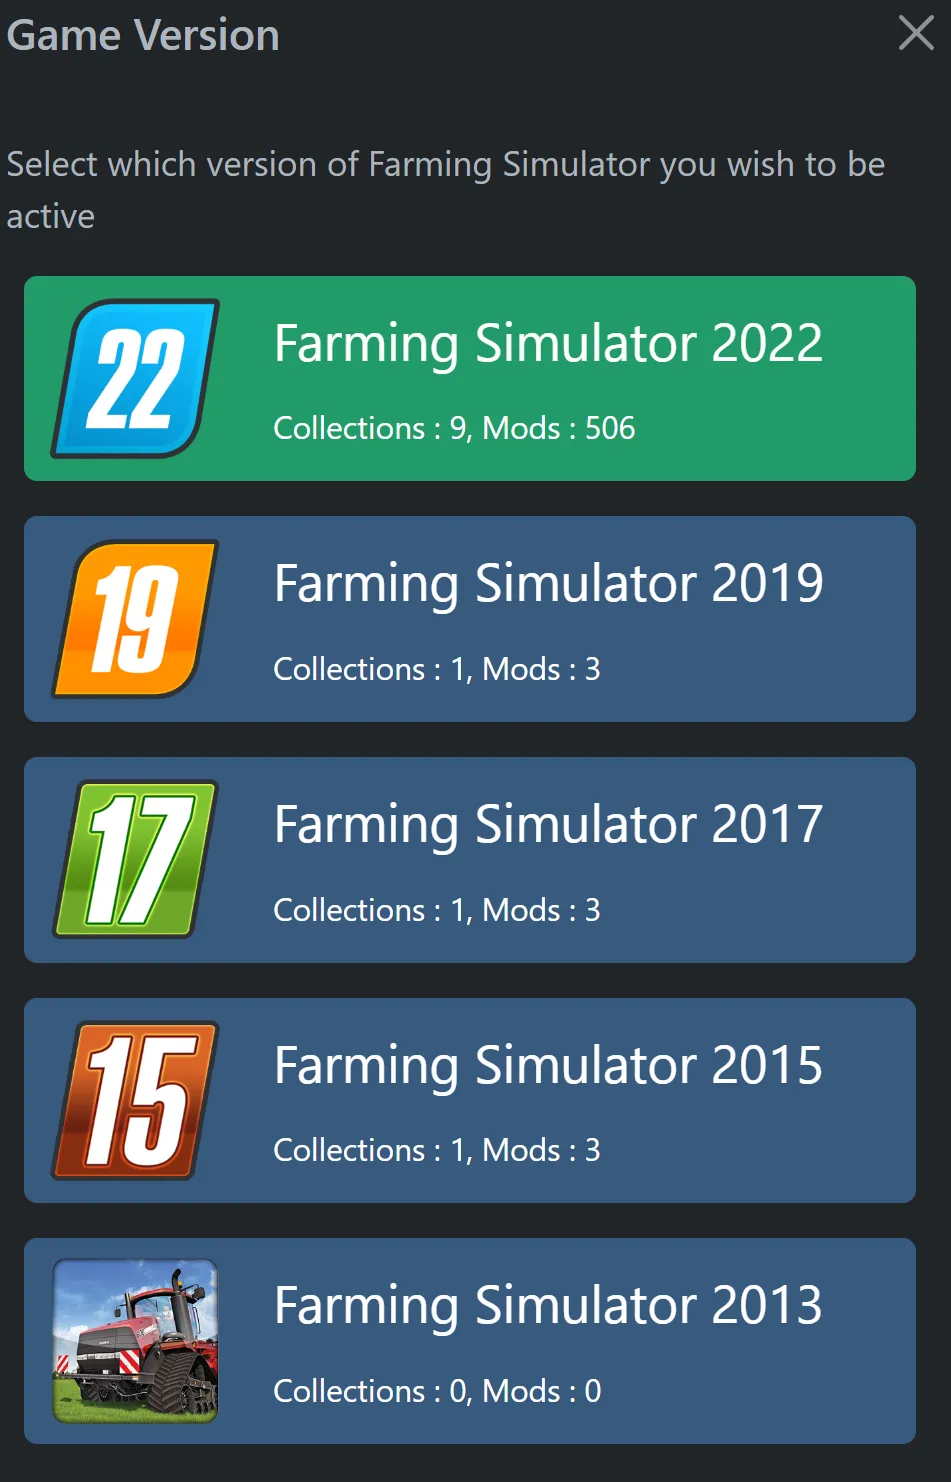 Game Version
Select which version of Farming Simulator you wish to be
active
22
Farming Simulator 2022
Collections : 9, Mods : 506
19
Farming Simulator 2019
Collections : 1, Mods : 3
17
Farming Simulator 2017
Collections : 1, Mods : 3
15
Farming Simulator 2015
Collections : 1, Mods : 3
Farming Simulator 2013
Collections : 0, Mods : 0